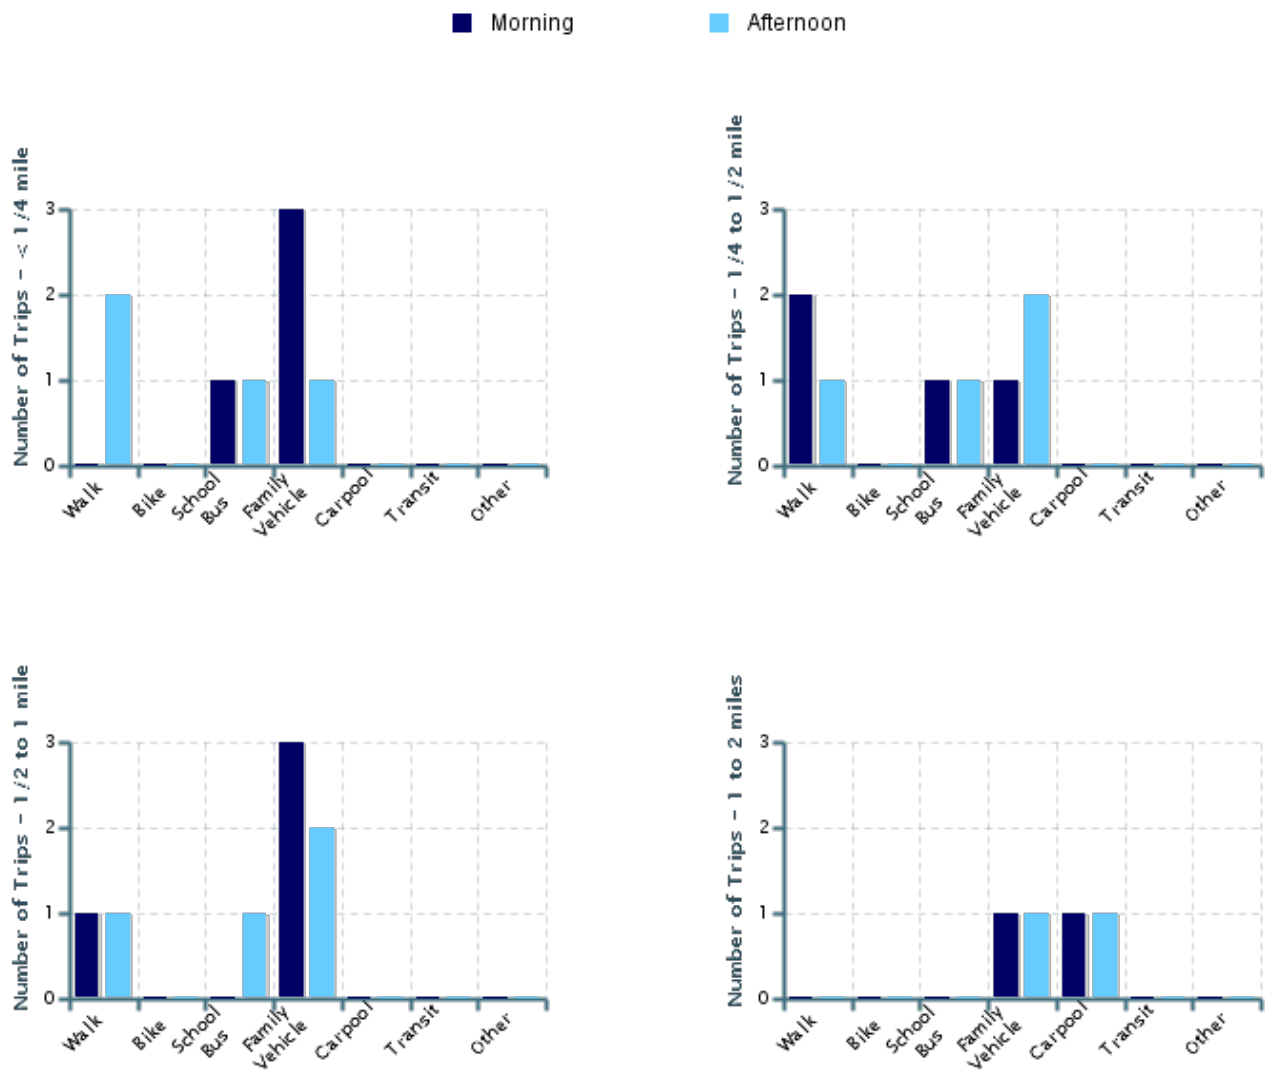 Morning Afternoon
Number of Trips - < 1/4 mile
3
2
1
0
Walk
Bike
School
Bus
Family
Vehicle
Carpool
Transit
Other
Number of Trips - 1/4 to 1/2 mile
3
2
1
0
Walk
Bike
School
Bus
Family
Vehicle
Carpool
Transit
Other
Number of Trips - 1/2 to 1 mile
3
2
1
0
Walk
Bike
School
Bus
Family
Vehicle
Carpool
Transit
Other
Number of Trips - 1 to 2 miles
3
2
1
0
Walk
Bike
School
Bus
Family
Vehicle
Carpool
Transit
Other